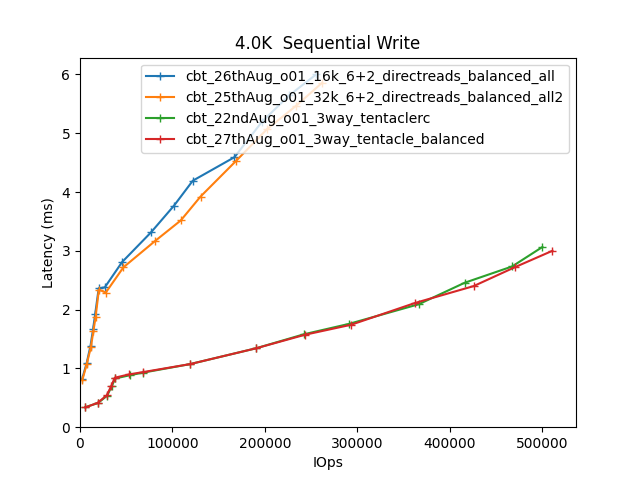 4.0K  Sequential Write
cbt_26thAug_o01_16k_6+2_directreads_balanced_all
cbt_25thAug_o01_32k_6+2_directreads_balanced_all2
cbt_22ndAug_o01_3way_tentaclerc
cbt_27thAug_o01_3way_tentacle_balanced
Latency (ms)
6
5
4
3
2
1
0
0 100000 200000 300000 400000 500000
IOps